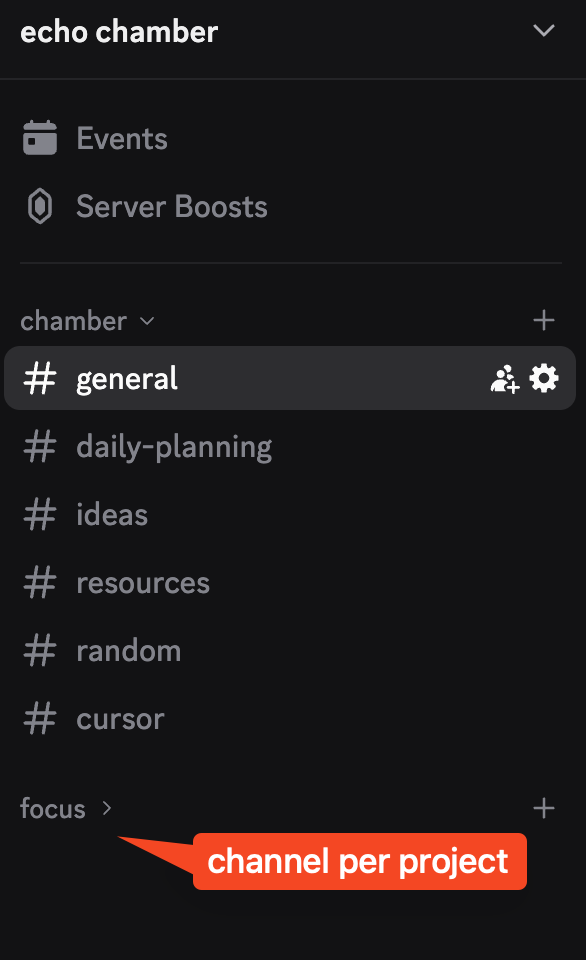 echo chamber
Events
Server Boosts
chamber
general
daily-planning
ideas
resources
random
cursor
focus
channel per project